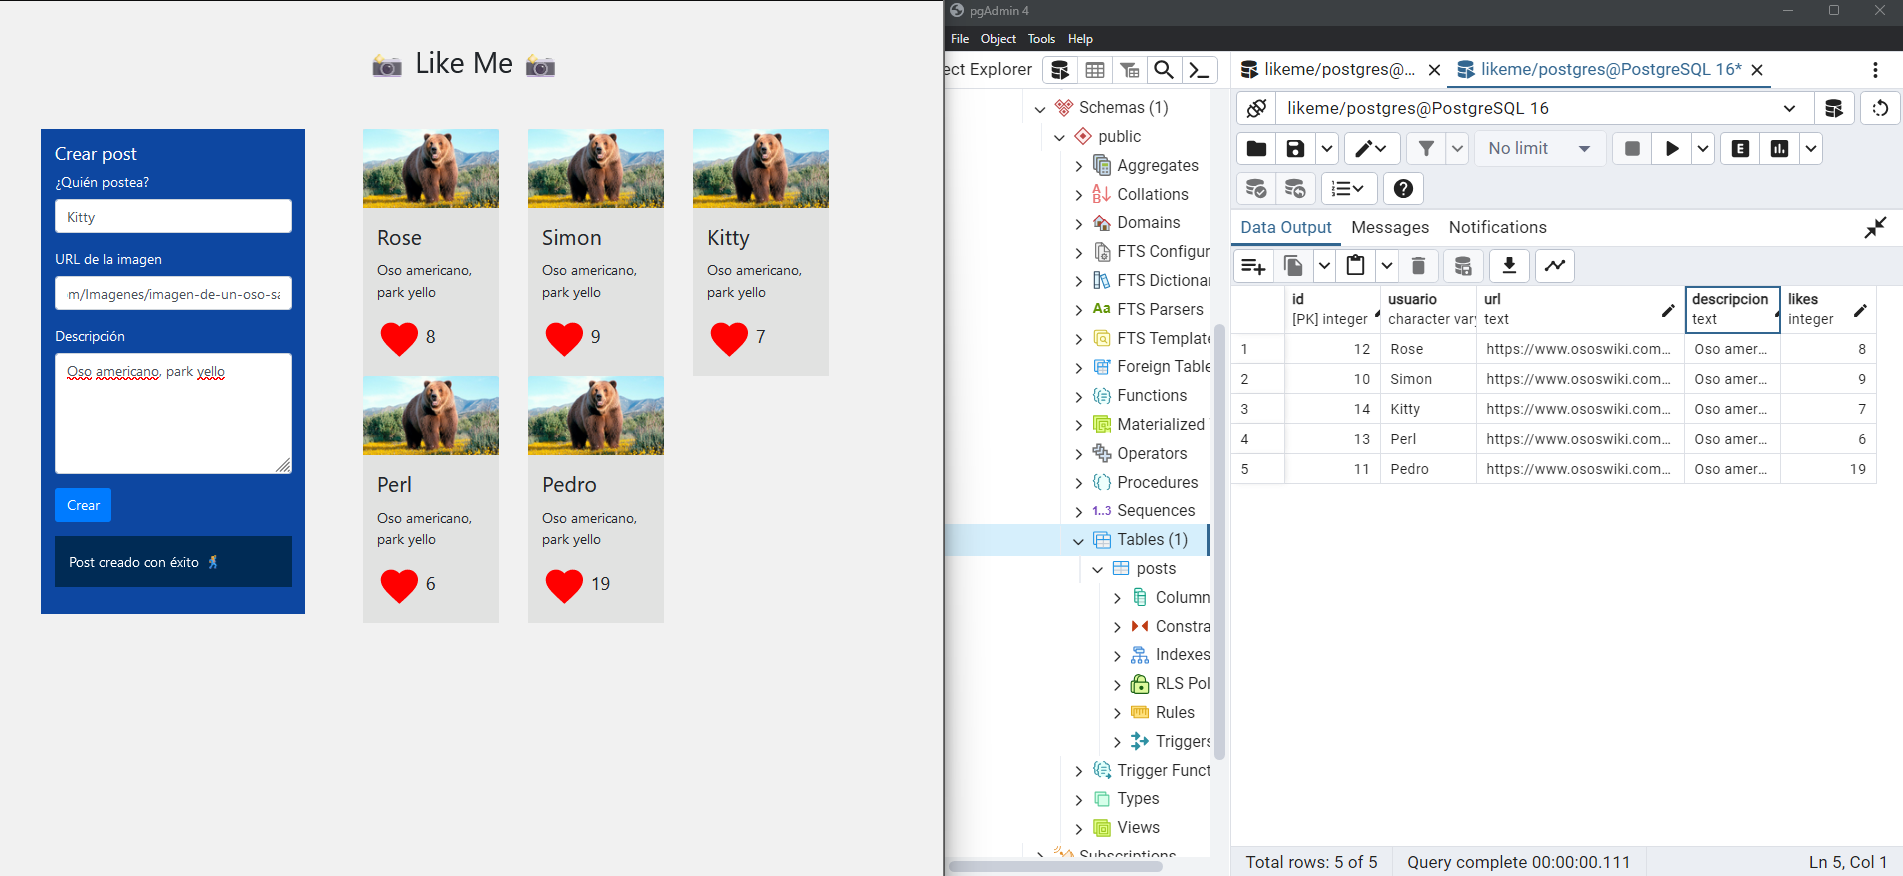 Like Me
Crear post
¿Quién postea?
Kitty
URL de la imagen
m/Imagenes/imagen-de-un-oso-sa
Descripción
Oso americano, park yello
Crear
Post creado con éxito
Rose
Oso americano,
park yello
8
Simon
Oso americano,
park yello
9
Kitty
Oso americano,
park yello
7
Perl
Oso americano,
park yello
6
Pedro
Oso americano,
park yello
19
pgAdmin 4
File Object Tools Help
ect Explorer
Schemas (1)
public
Aggregates
Collations
Domains
FTS Configur
FTS Dictionar
FTS Parsers
FTS Template
Foreign Table
Functions
Materialized
Operators
Procedures
1..3 Sequences
Tables (1)
posts
Column
Constra
Indexes
RLS Pol
Rules
Triggers
Trigger Funct
Types
Views
Subscriptions
likeme/postgres@... likeme/postgres@PostgreSQL 16*
likeme/postgres@PostgreSQL 16
No limit
E
Data Output Messages Notifications
id usuario url descripcion likes
[PK] integer character vary text text integer
1 12 Rose https://www.ososwiki.com... Oso amer... 8
2 10 Simon https://www.ososwiki.com... Oso amer... 9
3 14 Kitty https://www.ososwiki.com... Oso amer... 7
4 13 Perl https://www.ososwiki.com... Oso amer... 6
5 11 Pedro https://www.ososwiki.com... Oso amer... 19
Total rows: 5 of 5 Query complete 00:00:00.111 Ln 5, Col 1